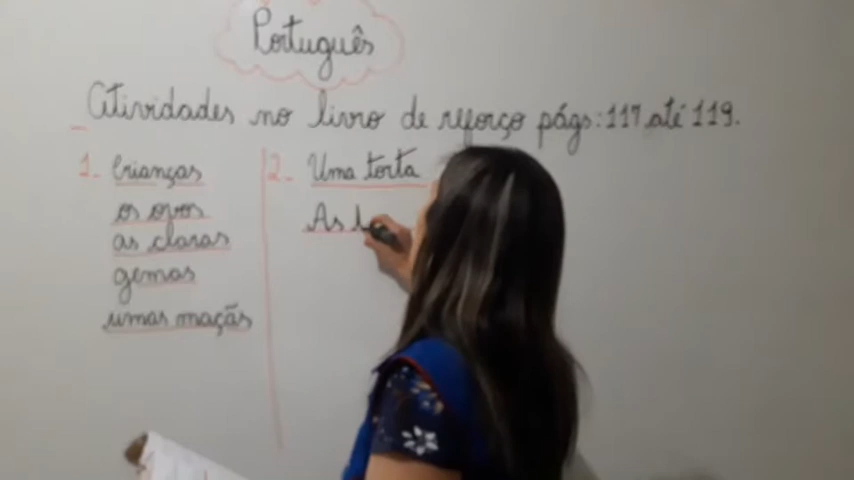 Português
Atividades no livro de reforço págs: 117 até 119.
1- Crianças
os ovos
as claras
gemas
umas maçãs
2- Uma torta
As